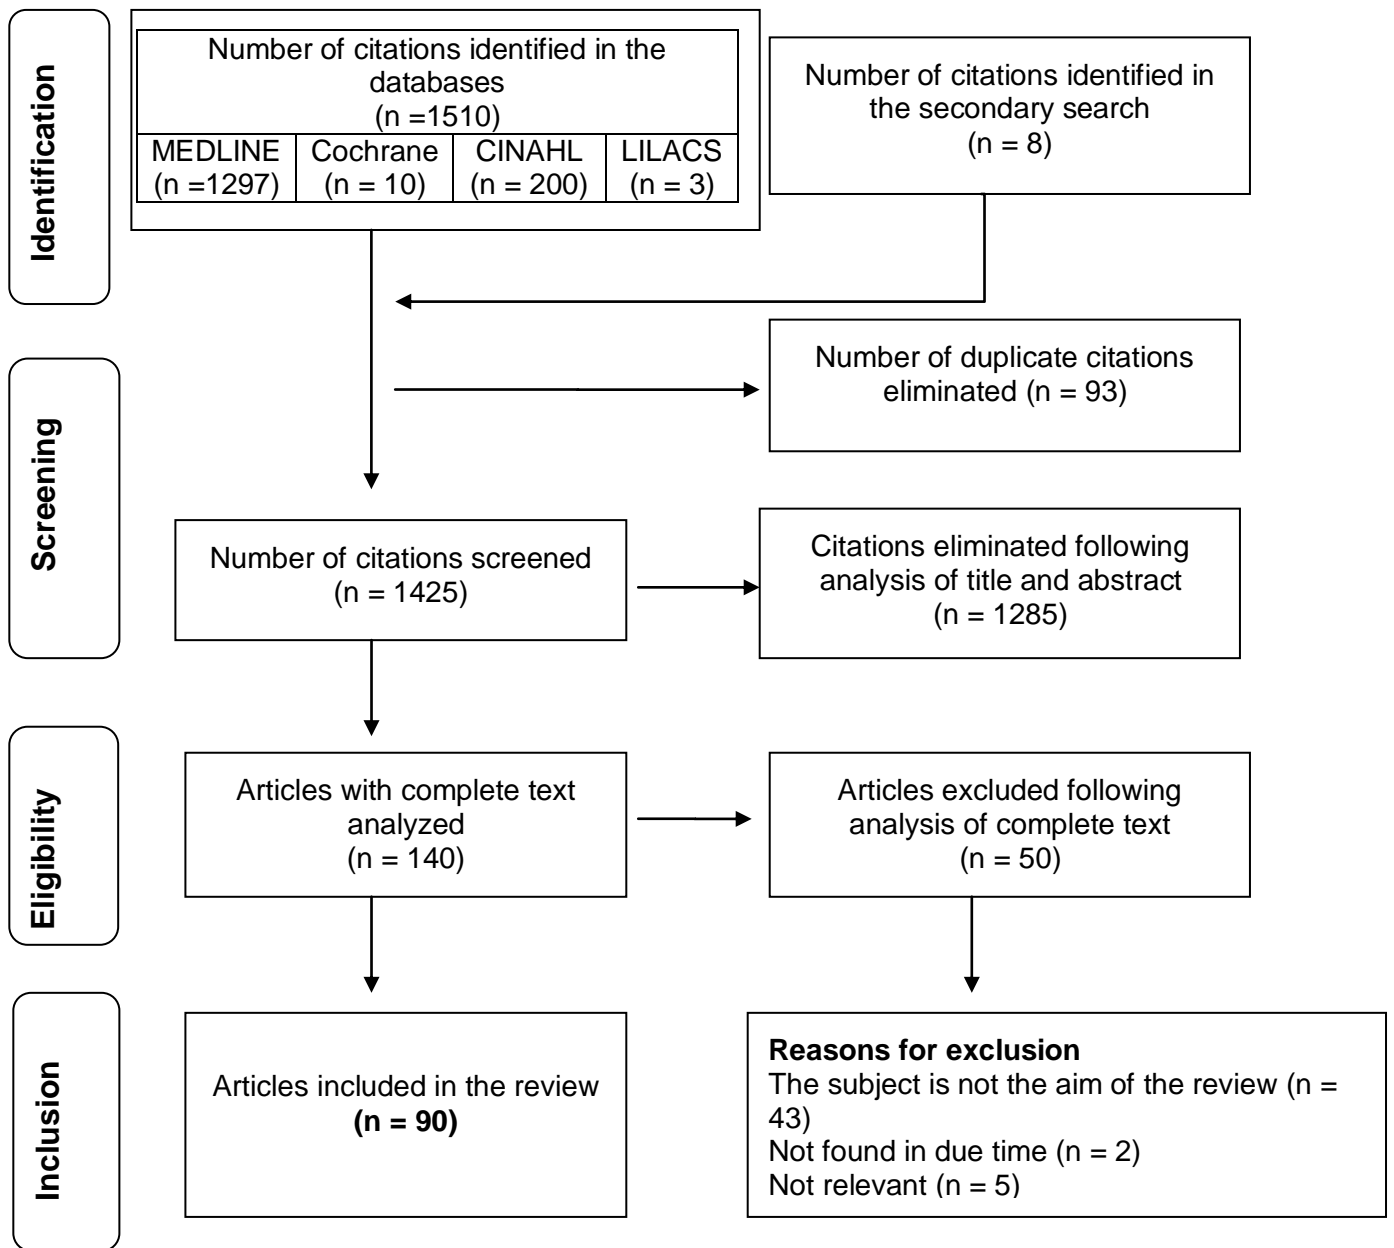 Identification
Number of citations identified in the
databases
(n =1510)
MEDLINE
(n =1297)
Cochrane
(n = 10)
CINAHL
(n = 200)
LILACS
(n = 3)
Number of citations identified in
the secondary search
(n = 8)
Screening
Number of duplicate citations
eliminated (n = 93)
Number of citations screened
(n = 1425)
Citations eliminated following
analysis of title and abstract
(n = 1285)
Eligibility
Articles with complete text
analyzed
(n = 140)
Articles excluded following
analysis of complete text
(n = 50)
Inclusion
Articles included in the review
(n = 90)
Reasons for exclusion
The subject is not the aim of the review (n =
43)
Not found in due time (n = 2)
Not relevant (n = 5)